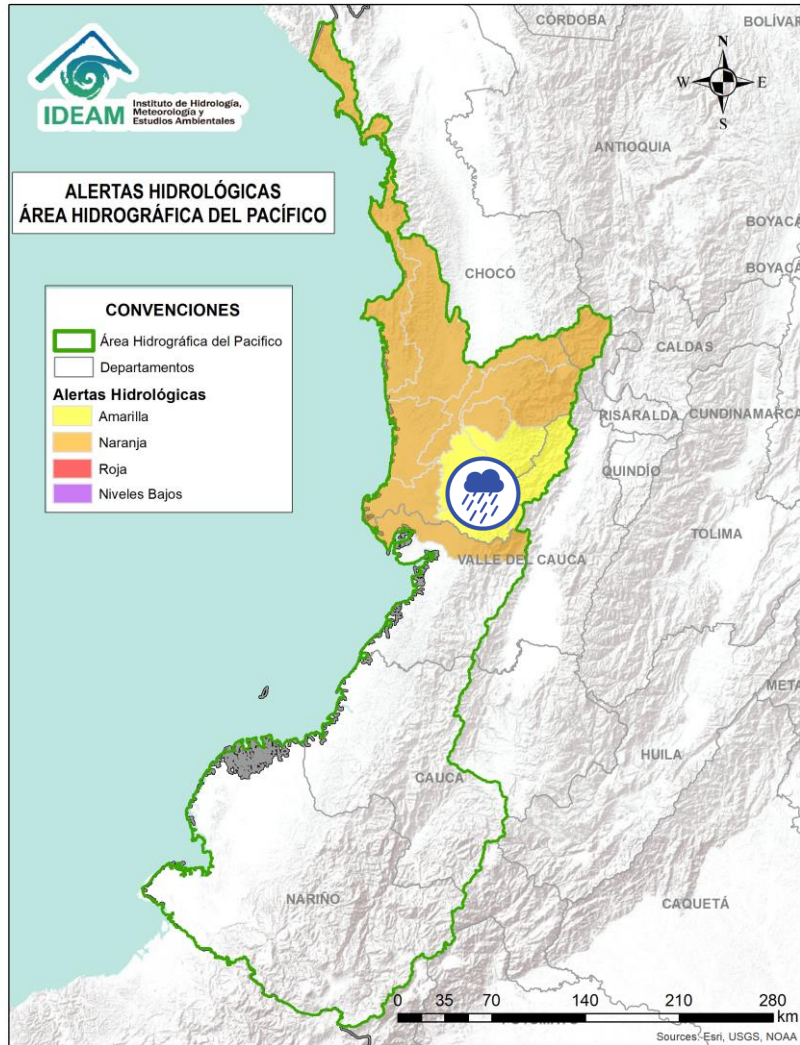 IDEAM
Instituto de Hidrología,
Meteorología y
Estudios Ambientales
ALERTAS HIDROLÓGICAS
ÁREA HIDROGRÁFICA DEL PACÍFICO
CONVENCIONES
Área Hidrográfica del Pacifico
Departamentos
Alertas Hidrológicas
Amarilla
Naranja
Roja
Niveles Bajos
N
W
E
S
CÓRDOBA
BOLÍVAR
ANTIOQUIA
BOYACÁ
BOYACÁ
CHOCÓ
CALDAS
RISARALDA
CUNDINAMARCA
QUINDÍO
TOLIMA
VALLE DEL CAUCA
META
HUILA
CAUCA
NARIÑO
CAQUETÁ
0 35 70 140 210 280
km
Sources: Esri, USGS, NOAA